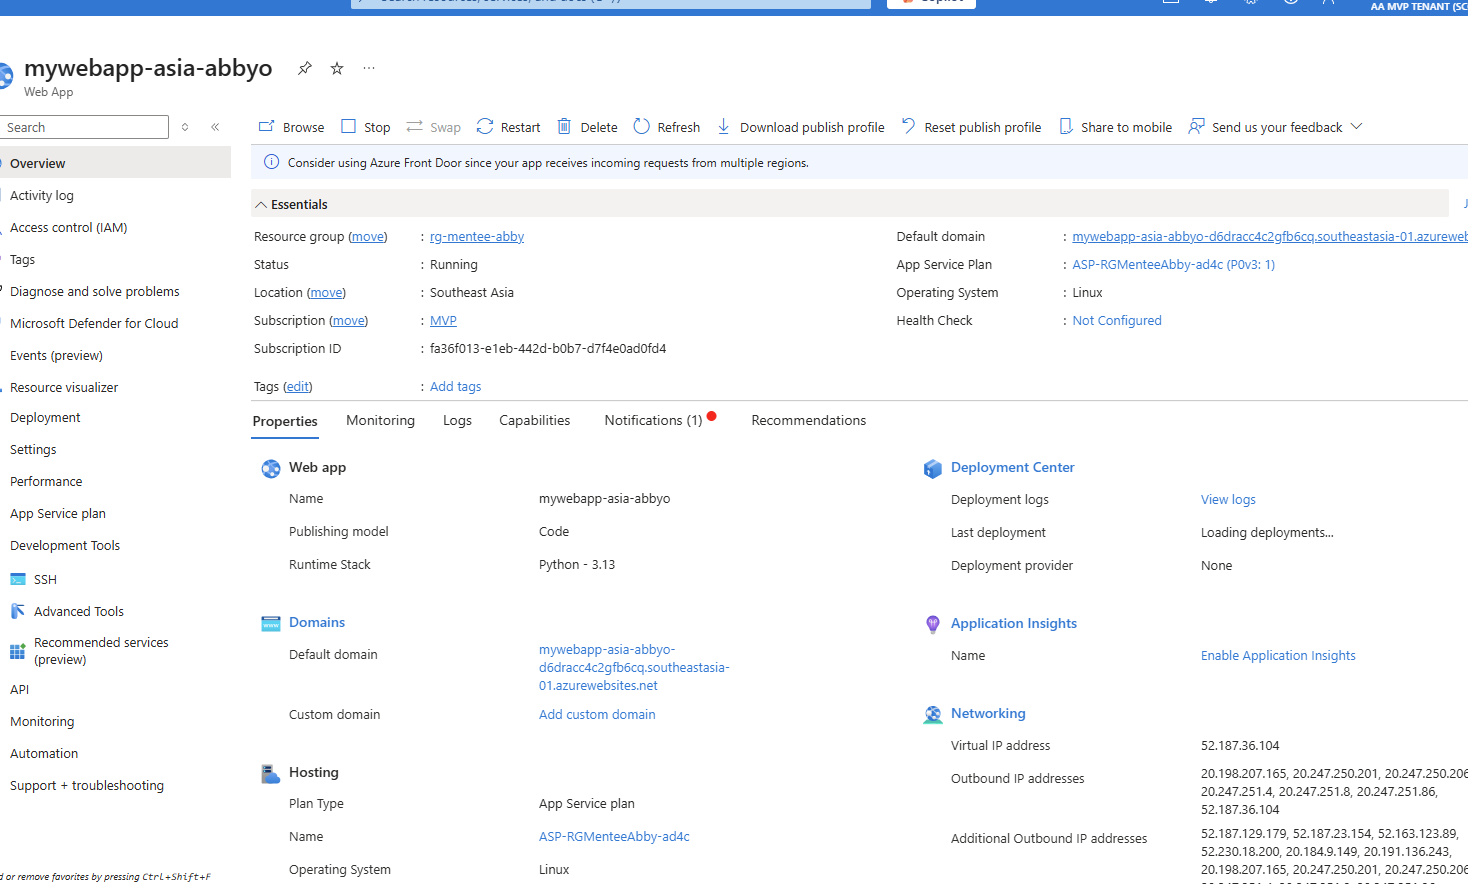 AA MVP TENANT
mywebapp-asia-abbyo
Web App
Search
Browse
Stop
Swap
Restart
Delete
Refresh
Download publish profile
Reset publish profile
Share to mobile
Send us your feedback
Consider using Azure Front Door since your app receives incoming requests from multiple regions.
Overview
Activity log
Access control (IAM)
Tags
Diagnose and solve problems
Microsoft Defender for Cloud
Events (preview)
Resource visualizer
Deployment
Settings
Performance
App Service plan
Development Tools
SSH
Advanced Tools
Recommended services
(preview)
API
Monitoring
Automation
Support + troubleshooting
or remove favorites by pressing Ctrl+Shift+F
Essentials
Resource group (move) : rg-mentee-abby
Status : Running
Location (move) : Southeast Asia
Subscription (move) : MVP
Subscription ID : fa36f013-e1eb-442d-b0b7-d7f4e0ad0fd4
Tags (edit) : Add tags
Default domain : mywebapp-asia-abbyo-d6dracc4c2gfb6cq.southeastasia-01.azureweb
App Service Plan : ASP-RGMenteeAbby-ad4c (P0v3: 1)
Operating System : Linux
Health Check : Not Configured
Properties
Monitoring
Logs
Capabilities
Notifications (1)
Recommendations
Web app
Name mywebapp-asia-abbyo
Publishing model Code
Runtime Stack Python - 3.13
Domains
Default domain mywebapp-asia-abbyo-
d6dracc4c2gfb6cq.southeastasia-
01.azurewebsites.net
Custom domain Add custom domain
Hosting
Plan Type App Service plan
Name ASP-RGMenteeAbby-ad4c
Operating System Linux
Deployment Center
Deployment logs View logs
Last deployment Loading deployments...
Deployment provider None
Application Insights
Name Enable Application Insights
Networking
Virtual IP address 52.187.36.104
Outbound IP addresses 20.198.207.165, 20.247.250.201, 20.247.250.206
20.247.251.4, 20.247.251.8, 20.247.251.86,
52.187.36.104
Additional Outbound IP addresses 52.187.129.179, 52.187.23.154, 52.163.123.89,
52.230.18.200, 20.184.9.149, 20.191.136.243,
20.198.207.165, 20.247.250.201, 20.247.250.206